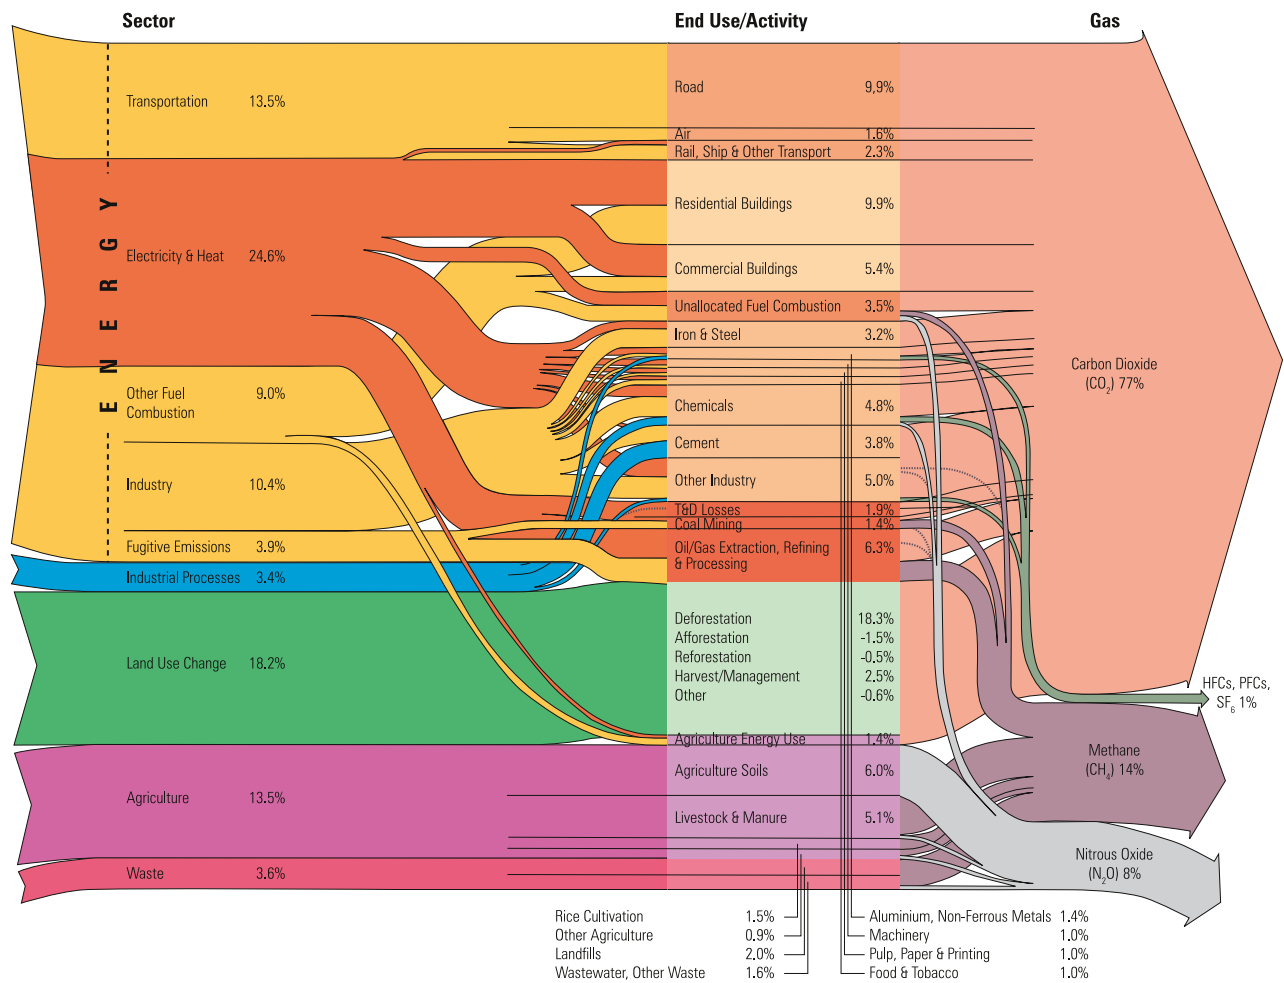 Sector End Use/Activity Gas
Transportation 13.5%
ENERGY
Electricity & Heat 24.6%
Other Fuel
Combustion 9.0%
Industry 10.4%
Fugitive Emissions 3.9%
Industrial Processes 3.4%
Land Use Change 18.2%
Agriculture 13.5%
Waste 3.6%
Road 9,9%
Air 1.6%
Rail, Ship & Other Transport 2.3%
Residential Buildings 9.9%
Commercial Buildings 5.4%
Unallocated Fuel Combustion 3.5%
Iron & Steel 3.2%
Chemicals 4.8%
Cement 3.8%
Other Industry 5.0%
T&D Losses 1.9%
Coal Mining 1.4%
Oil/Gas Extraction, Refining 6.3%
& Processing
Deforestation 18.3%
Afforestation -1.5%
Reforestation -0.5%
Harvest/Management 2.5%
Other -0.6%
Agriculture Energy Use 1.4%
Agriculture Soils 6.0%
Livestock & Manure 5.1%
Rice Cultivation 1.5%
Other Agriculture 0.9%
Landfills 2.0%
Wastewater, Other Waste 1.6%
Aluminium, Non-Ferrous Metals 1.4%
Machinery 1.0%
Pulp, Paper & Printing 1.0%
Food & Tobacco 1.0%
Carbon Dioxide
(CO₂) 77%
HFCs, PFCs,
SF₆ 1%
Methane
(CH₄) 14%
Nitrous Oxide
(N₂O) 8%